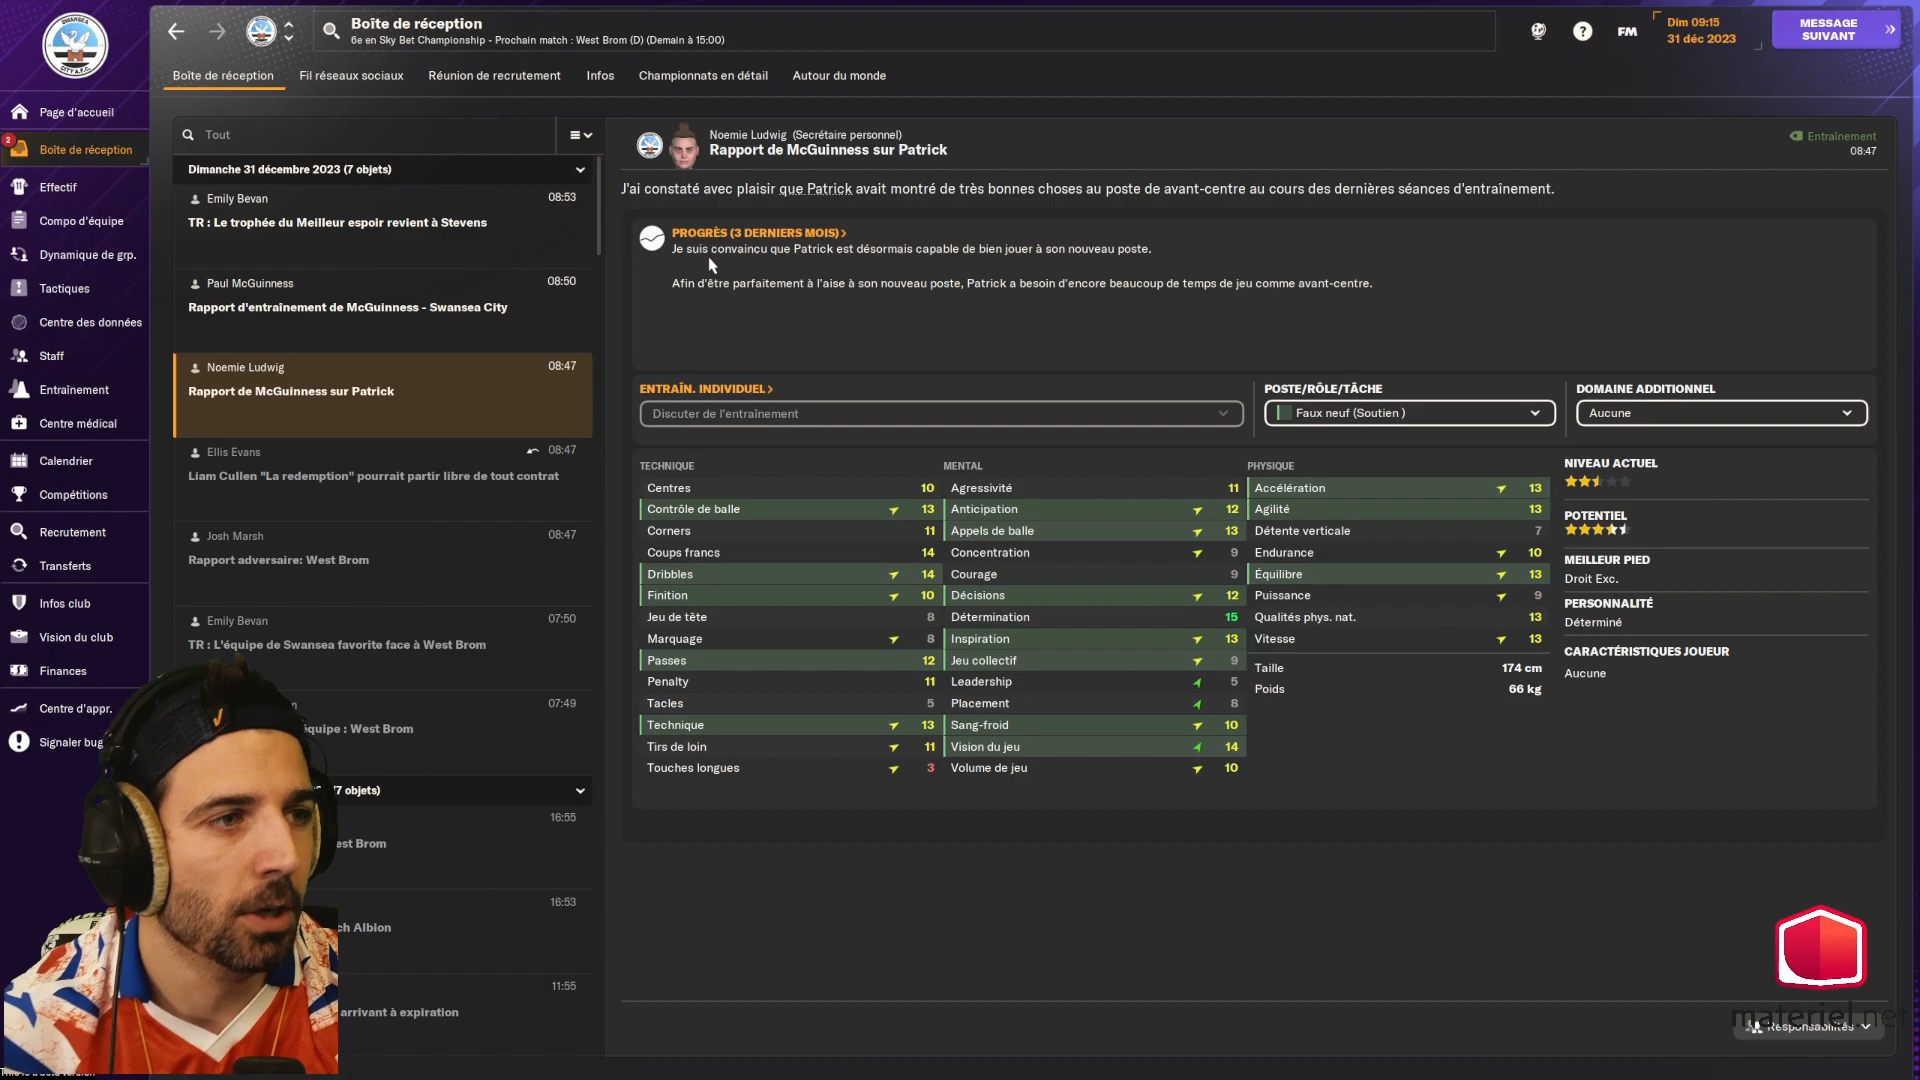 SWANSEA
CITY A.F.C.
Boîte de réception
6e en Sky Bet Championship - Prochain match : West Brom (D) (Demain à 15:00)
FM
Dim 09:15
31 déc 2023
MESSAGE
SUIVANT
Boîte de réception
Fil réseaux sociaux
Réunion de recrutement
Infos
Championnats en détail
Autour du monde
Page d'accueil
2
Boîte de réception
Effectif
Compo d'équipe
Dynamique de grp.
Tactiques
Centre des données
Staff
Entraînement
Centre médical
Calendrier
Compétitions
Recrutement
Transferts
Infos club
Vision du club
Finances
Centre d'appr.
Signaler bug
Tout
Dimanche 31 décembre 2023 (7 objets)
Emily Bevan 08:53
TR : Le trophée du Meilleur espoir revient à Stevens
Paul McGuinness 08:50
Rapport d'entraînement de McGuinness - Swansea City
Noemie Ludwig 08:47
Rapport de McGuinness sur Patrick
Ellis Evans 08:47
Liam Cullen "La redemption" pourrait partir libre de tout contrat
Josh Marsh 08:47
Rapport adversaire: West Brom
Emily Bevan 07:50
TR : L'équipe de Swansea favorite face à West Brom
07:49
équipe : West Brom
7 objets)
16:55
est Brom
16:53
ch Albion
11:55
arrivant à expiration
Noemie Ludwig (Secrétaire personnel)
Rapport de McGuinness sur Patrick
Entraînement
08:47
J'ai constaté avec plaisir que Patrick avait montré de très bonnes choses au poste de avant-centre au cours des dernières séances d'entraînement.
PROGRÈS (3 DERNIERS MOIS)
Je suis convaincu que Patrick est désormais capable de bien jouer à son nouveau poste.
Afin d'être parfaitement à l'aise à son nouveau poste, Patrick a besoin d'encore beaucoup de temps de jeu comme avant-centre.
ENTRAÎN. INDIVIDUEL
Discuter de l'entraînement
POSTE/RÔLE/TÂCHE
Faux neuf (Soutien )
DOMAINE ADDITIONNEL
Aucune
TECHNIQUE
Centres 10
Contrôle de balle 13
Corners 11
Coups francs 14
Dribbles 14
Finition 10
Jeu de tête 8
Marquage 8
Passes 12
Penalty 11
Tacles 5
Technique 13
Tirs de loin 11
Touches longues 3
MENTAL
Agressivité 11
Anticipation 12
Appels de balle 13
Concentration 9
Courage 9
Décisions 12
Détermination 15
Inspiration 13
Jeu collectif 9
Leadership 5
Placement 8
Sang-froid 10
Vision du jeu 14
Volume de jeu 10
PHYSIQUE
Accélération 13
Agilité 13
Détente verticale 7
Endurance 10
Équilibre 13
Puissance 9
Qualités phys. nat. 13
Vitesse 13
Taille 174 cm
Poids 66 kg
NIVEAU ACTUEL
POTENTIEL
MEILLEUR PIED
Droit Exc.
PERSONNALITÉ
Déterminé
CARACTÉRISTIQUES JOUEUR
Aucune
materiel.net
Responsabilités